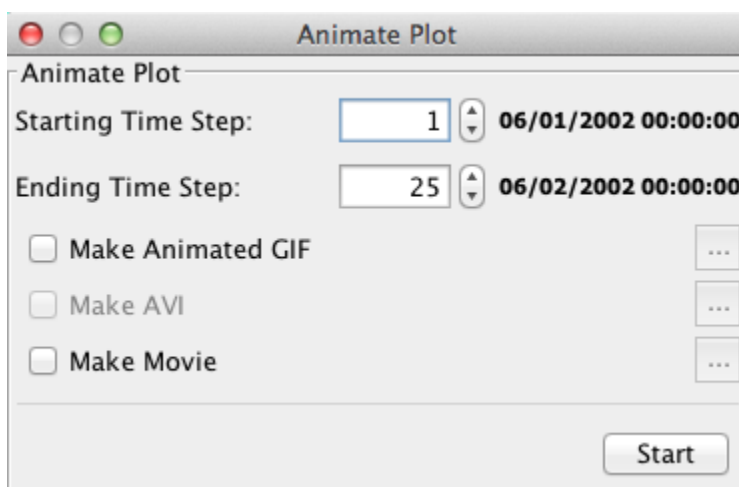 Animate Plot
Animate Plot
Starting Time Step: 1 06/01/2002 00:00:00
Ending Time Step: 25 06/02/2002 00:00:00
Make Animated GIF ...
Make AVI ...
Make Movie ...
Start